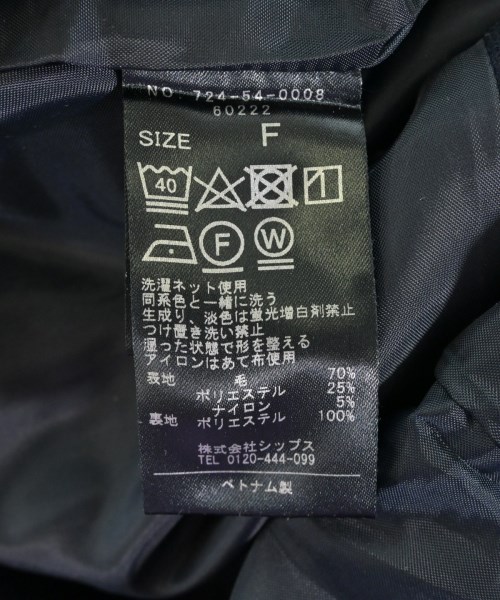 NO. 724-54-0008
60222
SIZE F
40
F W
洗濯ネット使用
同系色と一緒に洗う
生成り、淡色は蛍光増白剤禁止
つけ置き洗い禁止
湿った状態で形を整える
アイロンはあて布使用
表地 毛 70%
ポリエステル 25%
ナイロン 5%
裏地 ポリエステル 100%
株式会社シップス
TEL 0120-444-099
ベトナム製